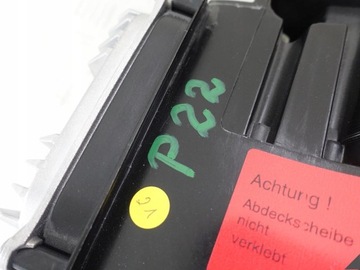 P22
21
Achtung !
Abdeckscheibe
nicht
verklebt